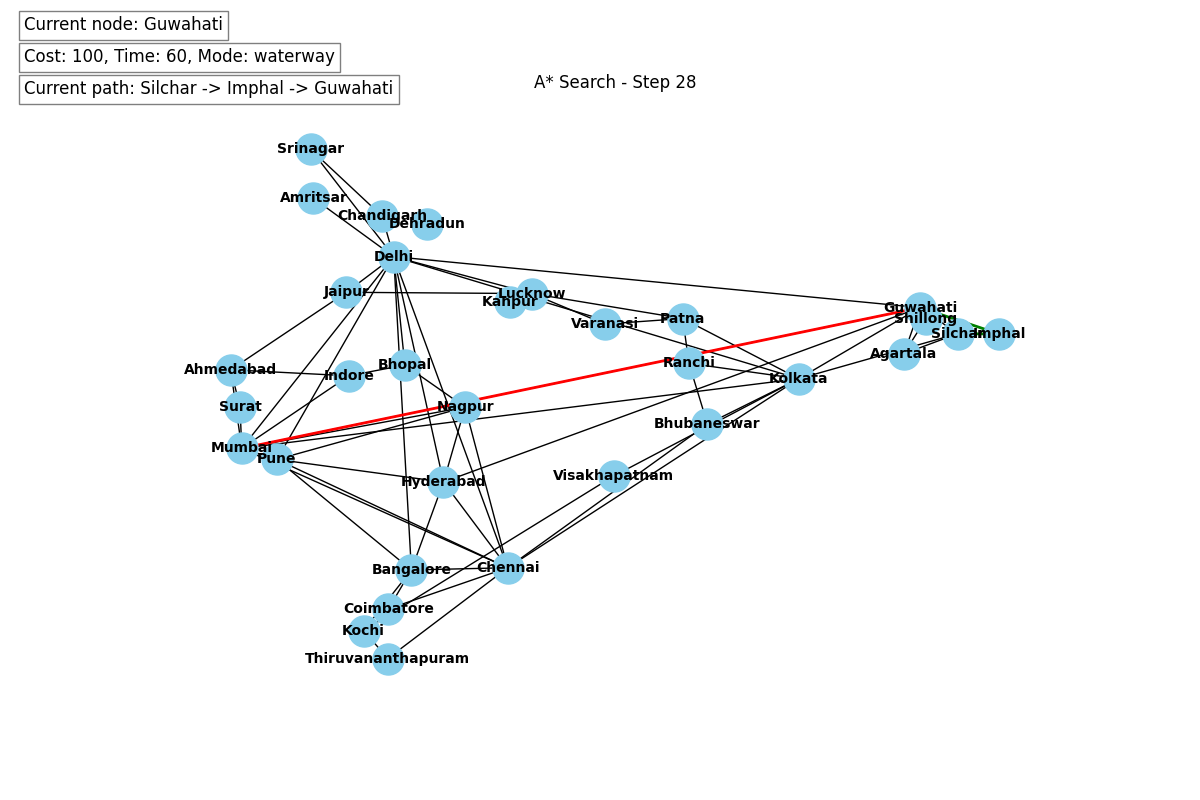 Current node: Guwahati
Cost: 100, Time: 60, Mode: waterway
Current path: Silchar -> Imphal -> Guwahati
A* Search - Step 28
Srinagar
Amritsar
Chandigarh
Dehradun
Delhi
Jaipur
Lucknow
Kanpur
Guwahati
Shillong
Varanasi
Patna
Silchar
Imphal
Agartala
Ranchi
Bhopal
Ahmedabad
Indore
Kolkata
Surat
Nagpur
Bhubaneswar
Mumbai
Pune
Visakhapatnam
Hyderabad
Bangalore
Chennai
Coimbatore
Kochi
Thiruvananthapuram